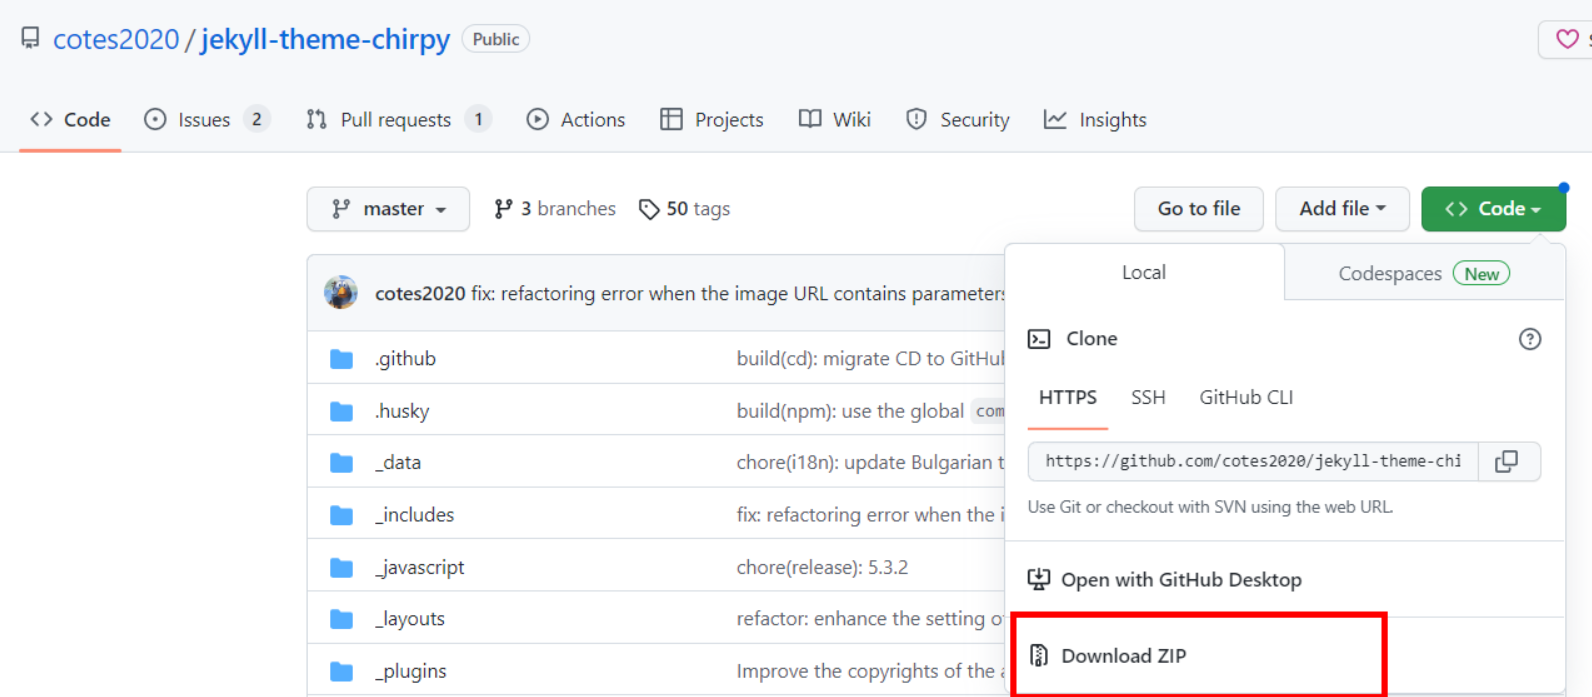 cotes2020 / jekyll-theme-chirpy Public
Code Issues 2 Pull requests 1 Actions Projects Wiki Security Insights
master 3 branches 50 tags Go to file Add file Code
Local Codespaces New
cotes2020 fix: refactoring error when the image URL contains parameters
Clone
.github build(cd): migrate CD to GitHub
HTTPS SSH GitHub CLI
.husky build(npm): use the global com
https://github.com/cotes2020/jekyll-theme-chi
_data chore(i18n): update Bulgarian t
Use Git or checkout with SVN using the web URL.
_includes fix: refactoring error when the i
_javascript chore(release): 5.3.2
Open with GitHub Desktop
_layouts refactor: enhance the setting o
Download ZIP
_plugins Improve the copyrights of the a